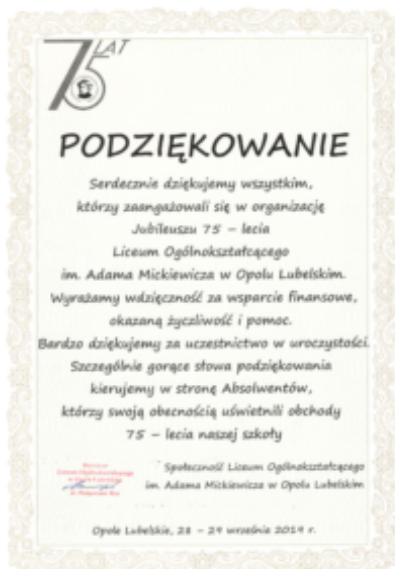 75 LAT
PODZIĘKOWANIE
Serdecznie dziękujemy wszystkim,
którzy zaangażowali się w organizację
Jubileuszu 75 – lecia
Liceum Ogólnokształcącego
im. Adama Mickiewicza w Opolu Lubelskim.
Wyrażamy wdzięczność za wsparcie finansowe,
okazaną życzliwość i pomoc.
Bardzo dziękujemy za uczestnictwo w uroczystości.
Szczególnie gorące słowa podziękowania
kierujemy w stronę Absolwentów,
którzy swoją obecnością uświetnili obchody
75 – lecia naszej szkoły
Społeczność Liceum Ogólnokształcącego
im. Adama Mickiewicza w Opolu Lubelskim
Opole Lubelskie, 28 – 29 września 2019 r.